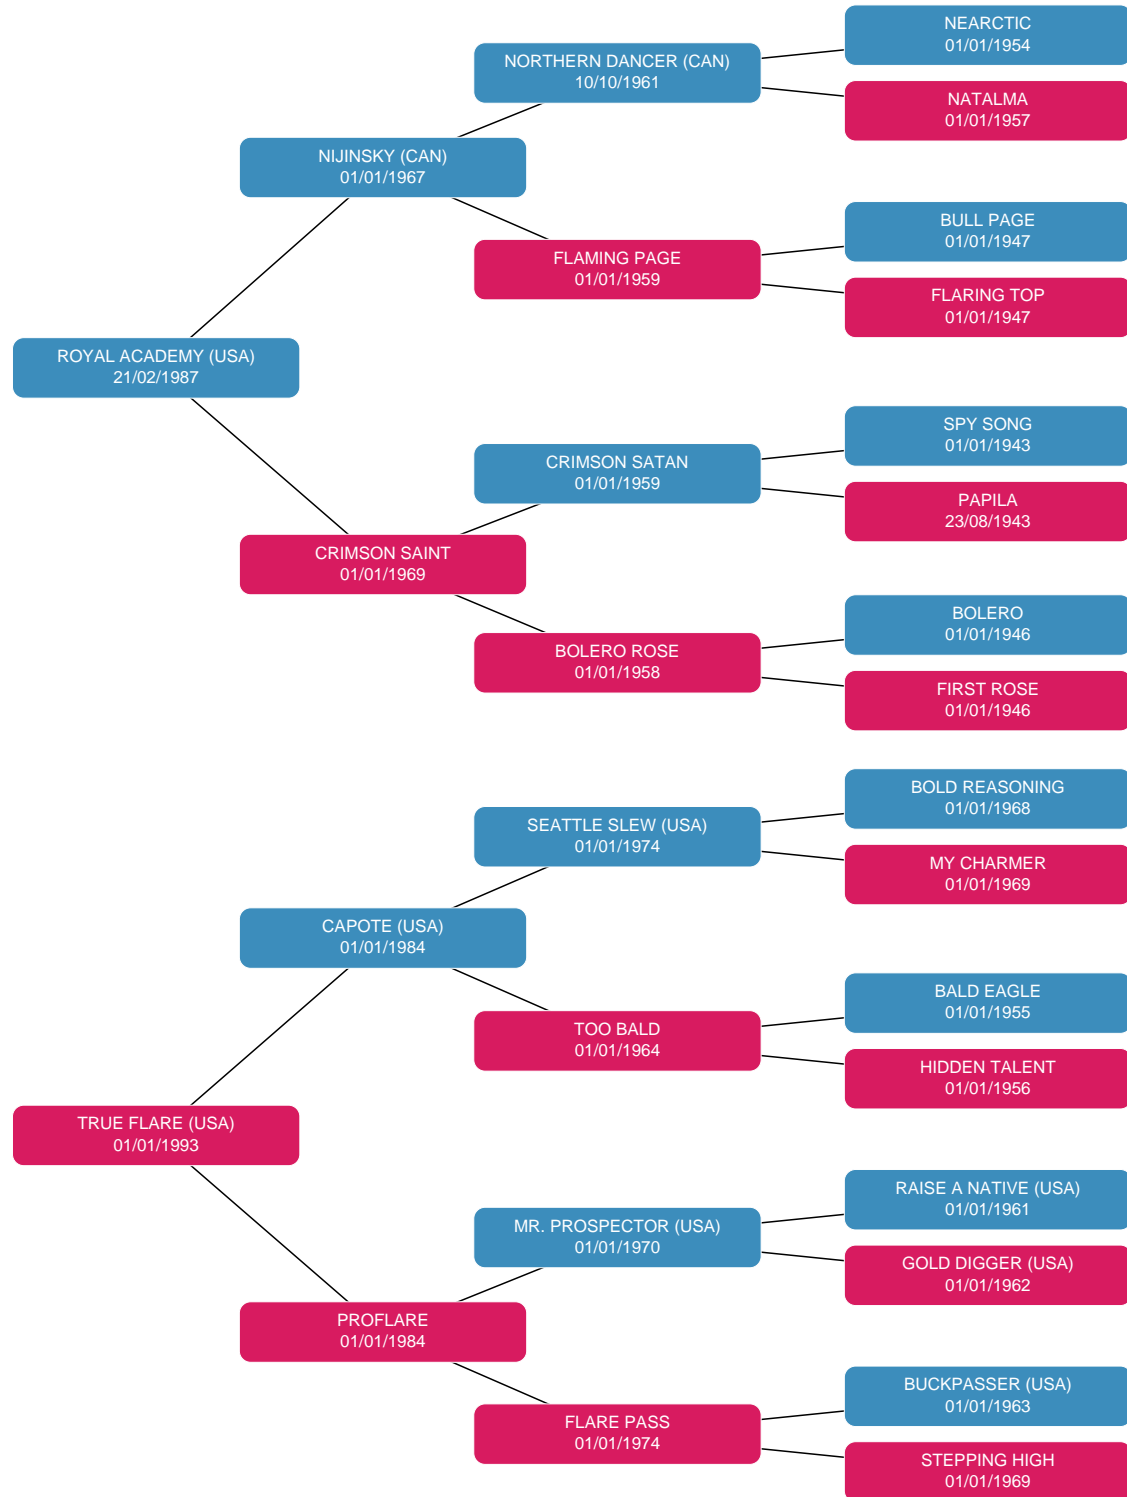 NEARCTIC
01/01/1954
NORTHERN DANCER (CAN)
10/10/1961
NATALMA
01/01/1957
NIJINSKY (CAN)
01/01/1967
BULL PAGE
01/01/1947
FLAMING PAGE
01/01/1959
FLARING TOP
01/01/1947
ROYAL ACADEMY (USA)
21/02/1987
SPY SONG
01/01/1943
CRIMSON SATAN
01/01/1959
PAPILA
23/08/1943
CRIMSON SAINT
01/01/1969
BOLERO
01/01/1946
BOLERO ROSE
01/01/1958
FIRST ROSE
01/01/1946
BOLD REASONING
01/01/1968
SEATTLE SLEW (USA)
01/01/1974
MY CHARMER
01/01/1969
CAPOTE (USA)
01/01/1984
BALD EAGLE
01/01/1955
TOO BALD
01/01/1964
HIDDEN TALENT
01/01/1956
TRUE FLARE (USA)
01/01/1993
RAISE A NATIVE (USA)
01/01/1961
MR. PROSPECTOR (USA)
01/01/1970
GOLD DIGGER (USA)
01/01/1962
PROFLARE
01/01/1984
BUCKPASSER (USA)
01/01/1963
FLARE PASS
01/01/1974
STEPPING HIGH
01/01/1969